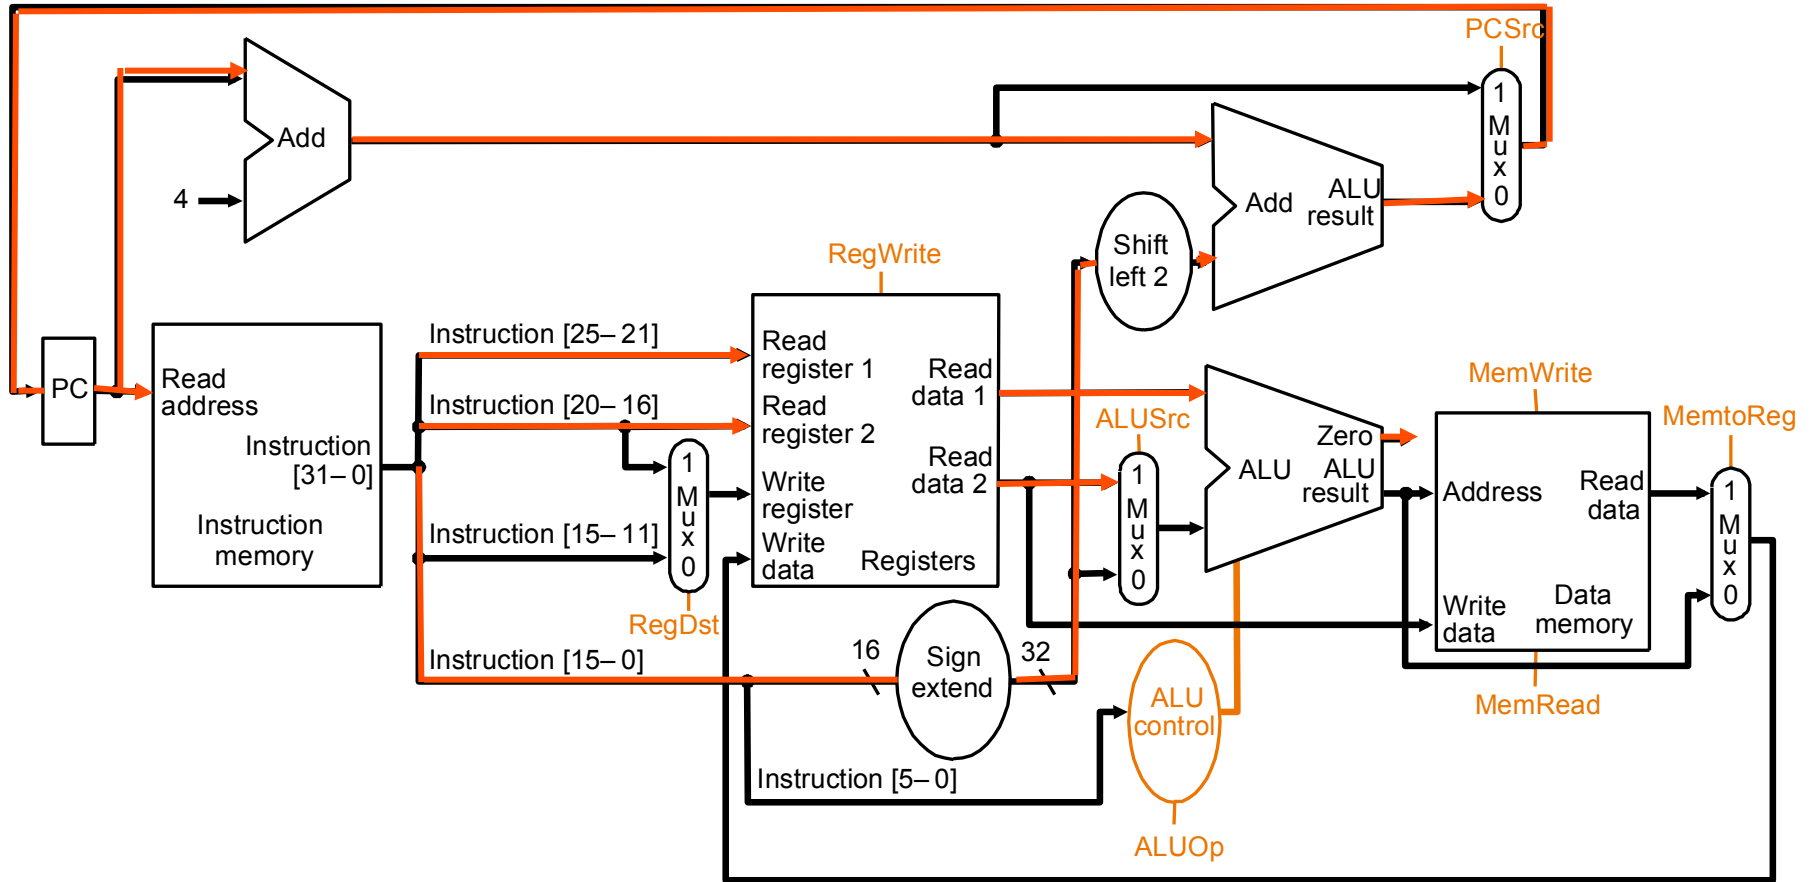 PCSrc
1
M
u
x
0
Add
4
ALU
result
Add
Shift
left 2
RegWrite
PC
Read
address
Instruction
[31– 0]
Instruction
memory
Instruction [25– 21]
Instruction [20– 16]
Instruction [15– 11]
Instruction [15– 0]
Instruction [5– 0]
1
M
u
x
0
RegDst
Read
register 1
Read
register 2
Write
register
Write
data
Read
data 1
Read
data 2
Registers
16
Sign
extend
32
ALUSrc
1
M
u
x
0
Zero
ALU
ALU
result
ALU
control
ALUOp
MemWrite
Address
Read
data
Write
data
Data
memory
MemRead
MemtoReg
1
M
u
x
0